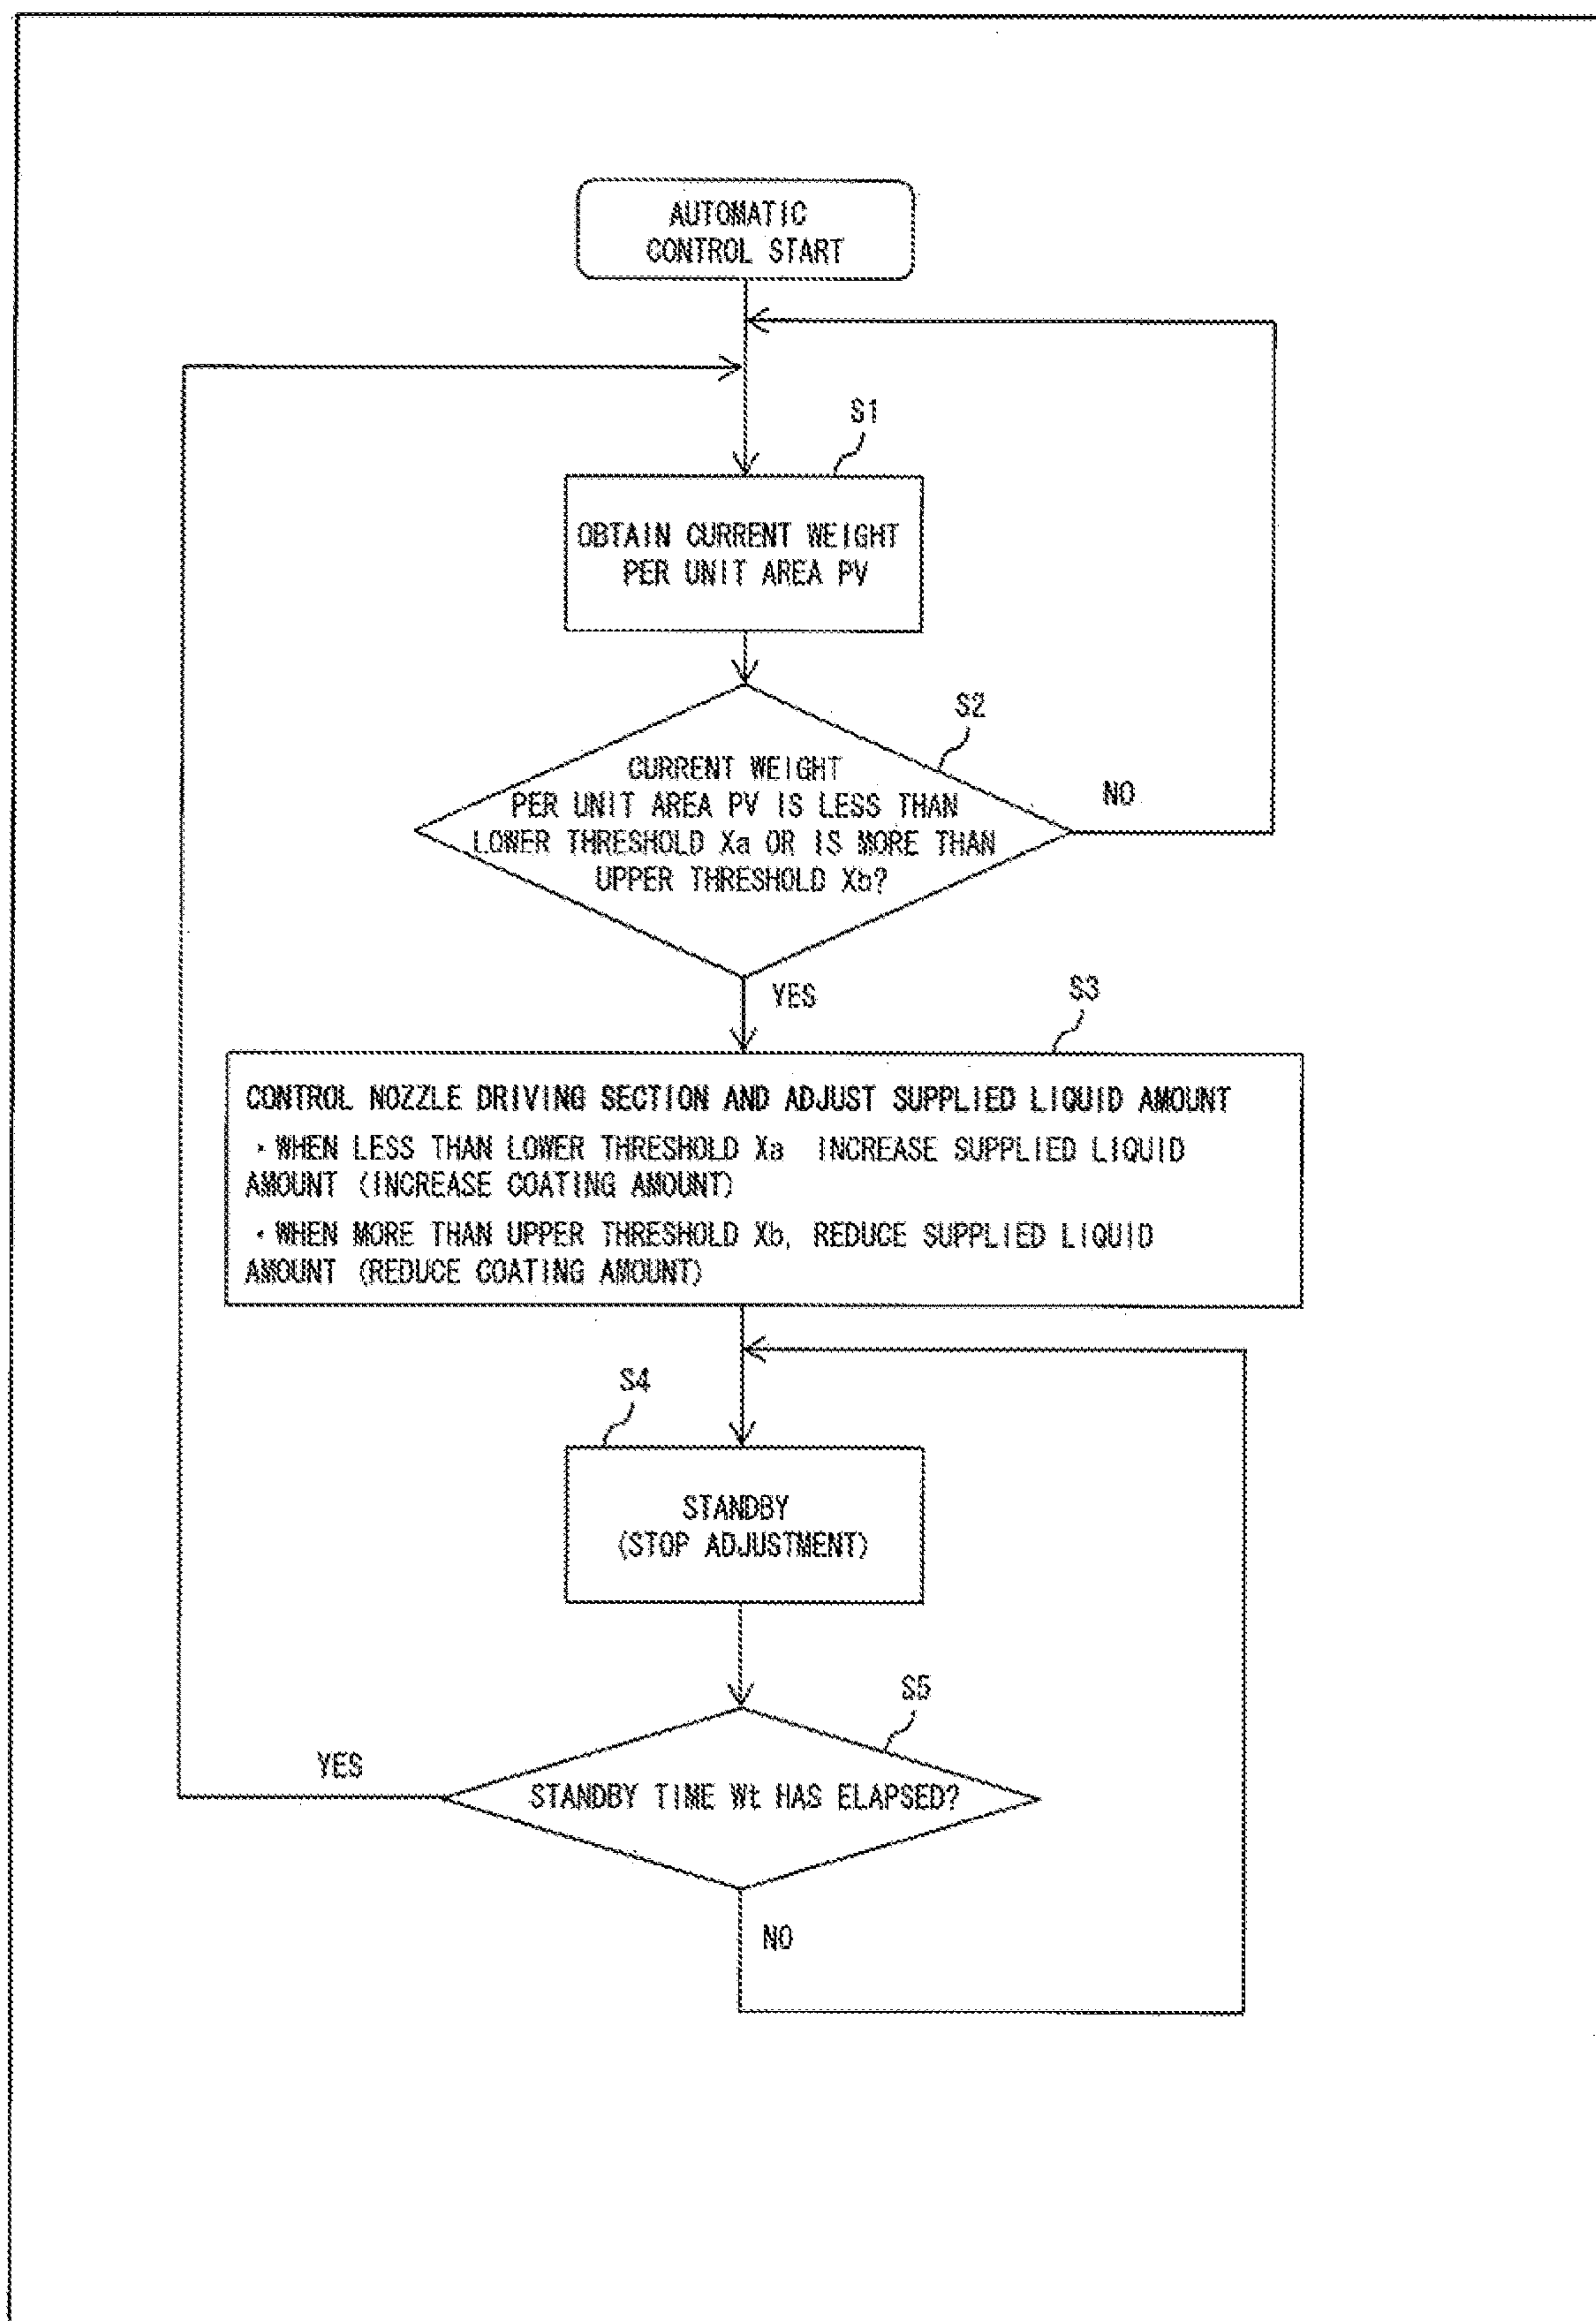 AUTOMATIC
CONTROL START
S1
OBTAIN CURRENT WEIGHT
PER UNIT AREA PV
S2
CURRENT WEIGHT
PER UNIT AREA PV IS LESS THAN
LOWER THRESHOLD Xa OR IS MORE THAN
UPPER THRESHOLD Xb?
NO
YES
S3
CONTROL NOZZLE DRIVING SECTION AND ADJUST SUPPLIED LIQUID AMOUNT
・WHEN LESS THAN LOWER THRESHOLD Xa INCREASE SUPPLIED LIQUID
AMOUNT (INCREASE COATING AMOUNT)
・WHEN MORE THAN UPPER THRESHOLD Xb, REDUCE SUPPLIED LIQUID
AMOUNT (REDUCE COATING AMOUNT)
S4
STANDBY
(STOP ADJUSTMENT)
S5
YES
STANDBY TIME Wt HAS ELAPSED?
NO